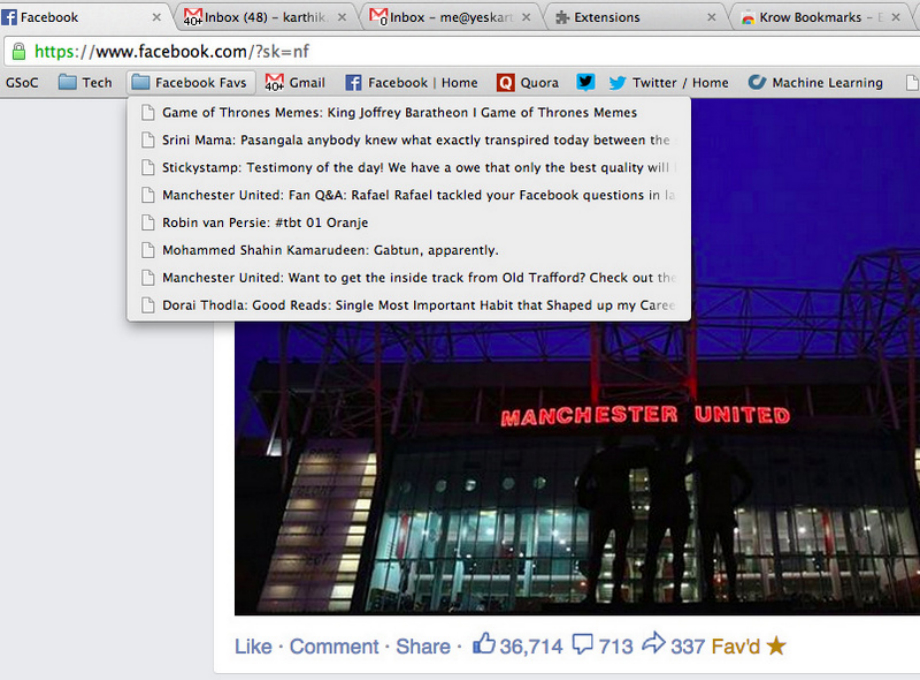 Facebook
Inbox (48) – karthik.
Inbox – me@yeskart
Extensions
Krow Bookmarks –
https://www.facebook.com/?sk=nf
GSoC
Tech
Facebook Favs
40+
Gmail
Facebook | Home
Quora
Twitter / Home
Machine Learning
Game of Thrones Memes: King Joffrey Baratheon I Game of Thrones Memes
Srini Mama: Pasangala anybody knew what exactly transpired today between the
Stickystamp: Testimony of the day! We have a owe that only the best quality will
Manchester United: Fan Q&A: Rafael Rafael tackled your Facebook questions in la
Robin van Persie: #tbt 01 Oranje
Mohammed Shahin Kamarudeen: Gabtun, apparently.
Manchester United: Want to get the inside track from Old Trafford? Check out the
Dorai Thodla: Good Reads: Single Most Important Habit that Shaped up my Caree
MANCHESTER UNITED
Like · Comment · Share · 36,714 713 337 Fav'd